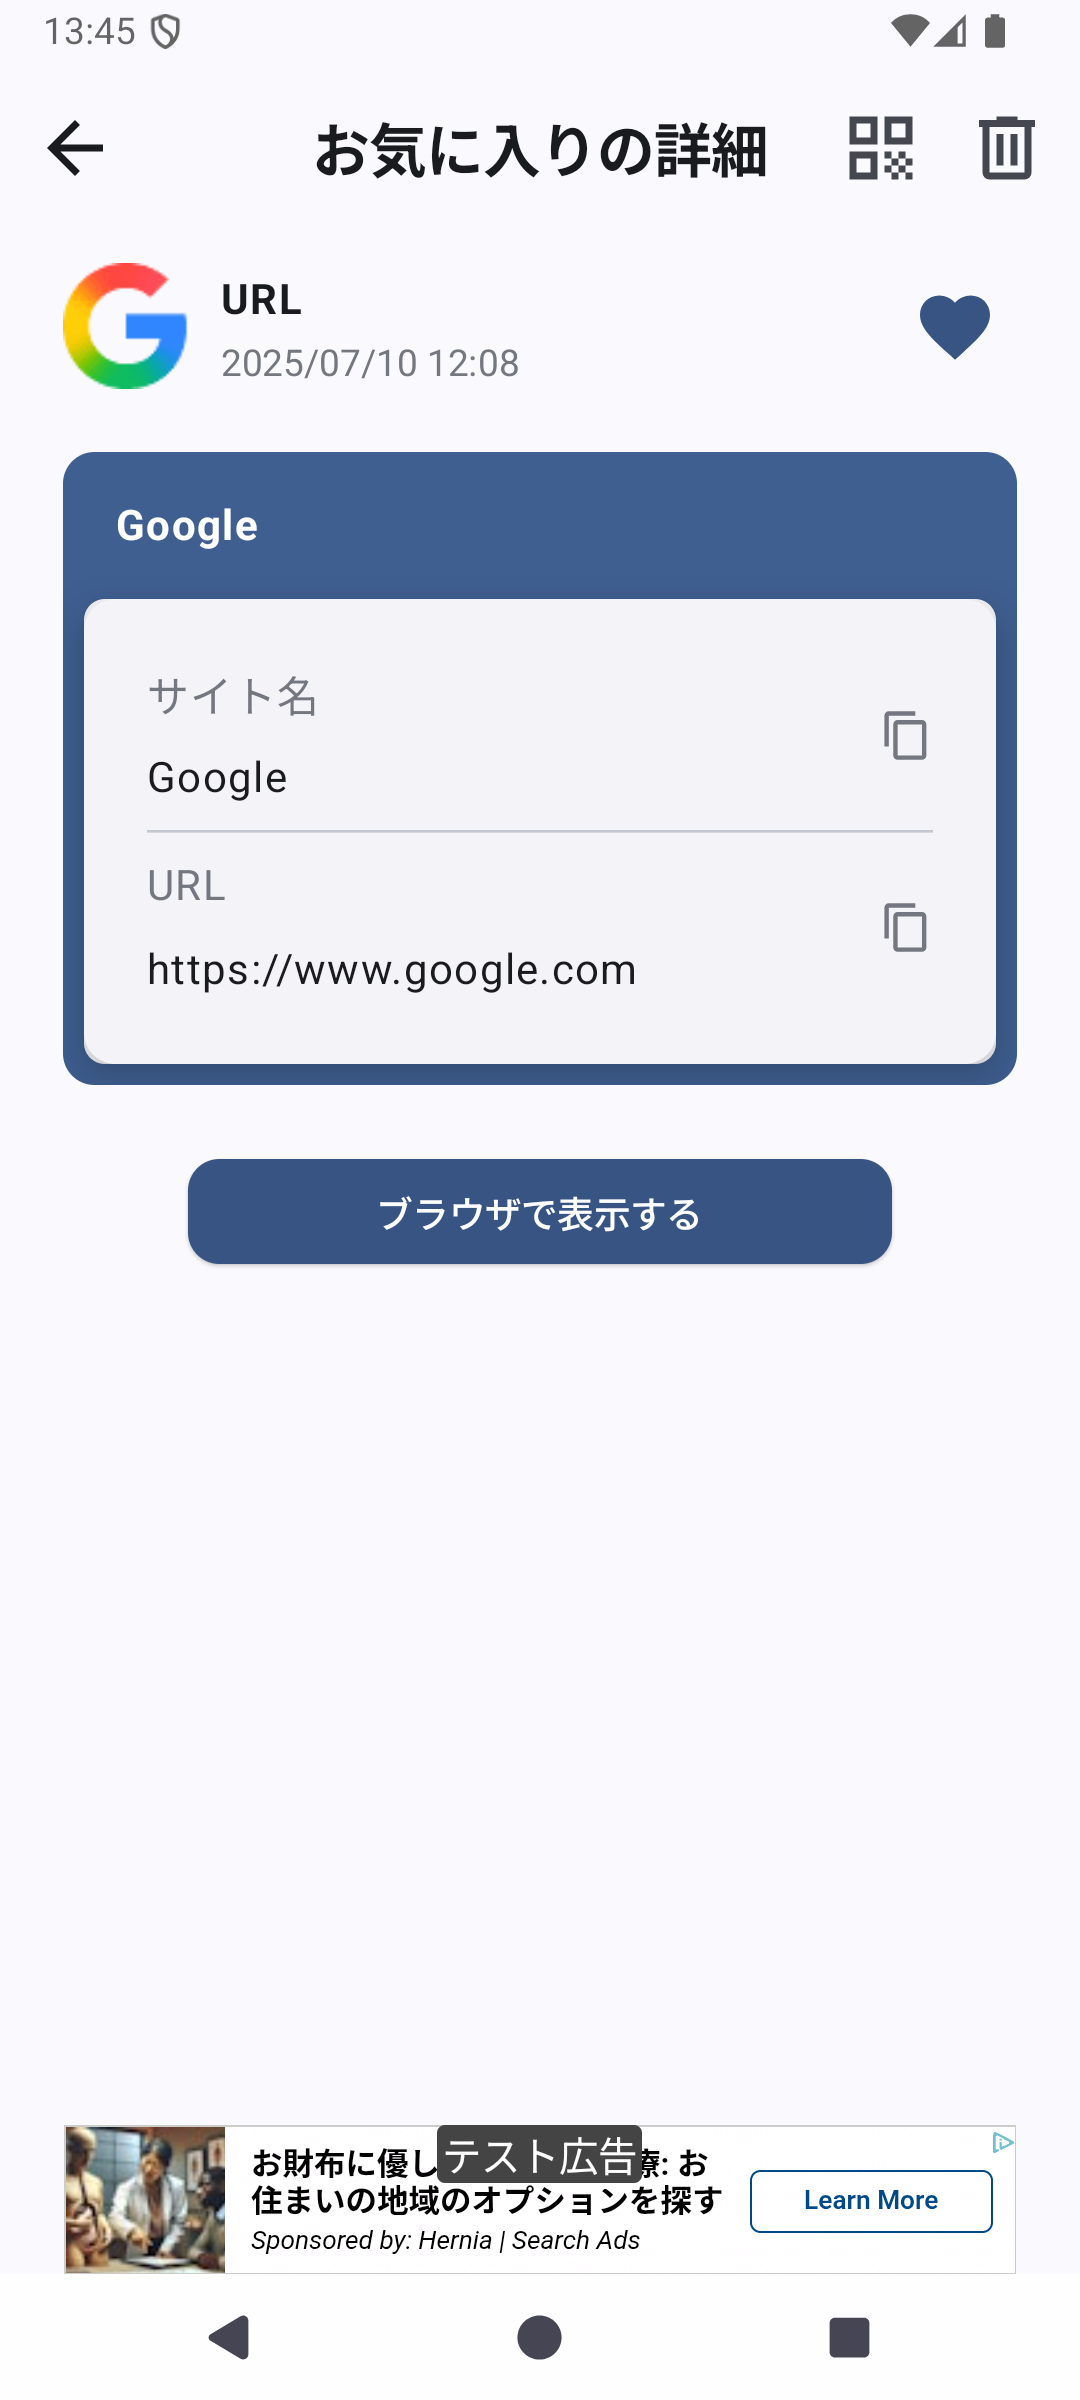 13:45
お気に入りの詳細
URL
2025/07/10 12:08
Google
サイト名
Google
URL
https://www.google.com
ブラウザで表示する
テスト広告
お財布に優し療: お
住まいの地域のオプションを探す
Sponsored by: Hernia | Search Ads
Learn More